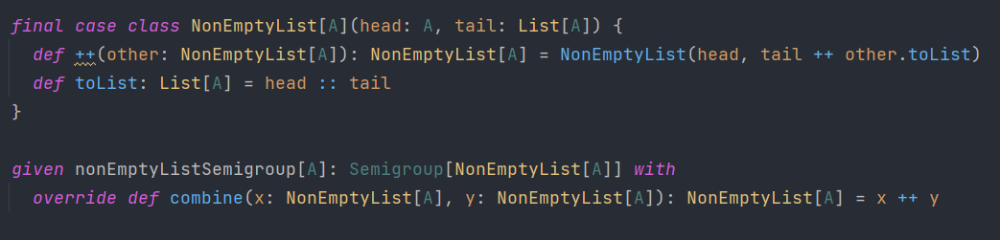 final case class NonEmptyList[A](head: A, tail: List[A]) {
  def ++(other: NonEmptyList[A]): NonEmptyList[A] = NonEmptyList(head, tail ++ other.toList)
  def toList: List[A] = head :: tail
}

given nonEmptyListSemigroup[A]: Semigroup[NonEmptyList[A]] with
  override def combine(x: NonEmptyList[A], y: NonEmptyList[A]): NonEmptyList[A] = x ++ y